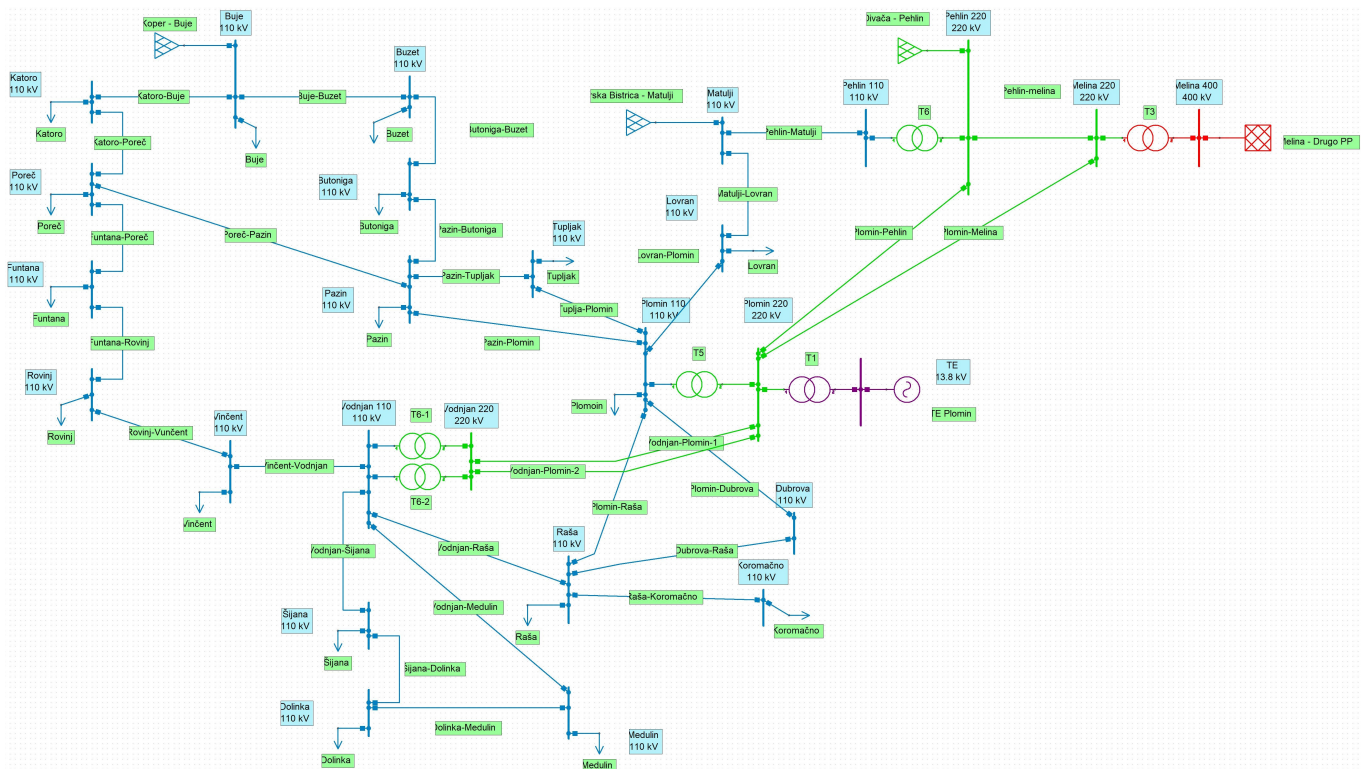 Koper - Buje
Buje
110 kV
Divača - Pehlin
Pehlin 220
220 kV
Buzet
110 kV
Katoro
110 kV
Katoro-Buje
Buje-Buzet
rska Bistrica - Matulji
Matulji
110 kV
Pehlin 110
110 kV
T6
Pehlin-melina
Melina 220
220 kV
T3
Melina 400
400 kV
Melina - Drugo PP
Katoro
Buje
Buzet
Butoniga-Buzet
Pehlin-Matulji
Katoro-Poreč
Poreč
110 kV
Butoniga
110 kV
Matulji-Lovran
Lovran
110 kV
Poreč
Funtana-Poreč
Poreč-Pazin
Butoniga
Pazin-Butoniga
Tupljak
110 kV
Plomin-Pehlin
Plomin-Melina
Lovran-Plomin
Lovran
Funtana
110 kV
Pazin-Tupljak
Tupljak
Pazin
110 kV
Tuplja-Plomin
Plomin 110
110 kV
Plomin 220
220 kV
Funtana
Funtana-Rovinj
Pazin
Pazin-Plomin
T5
T1
TE
13.8 kV
Rovinj
110 kV
Plomoin
TE Plomin
Vinčent
110 kV
Vodnjan 110
110 kV
T6-1
Vodnjan 220
220 kV
Rovinj
Rovinj-Vunčent
Vodnjan-Plomin-1
Vinčent-Vodnjan
Vodnjan-Plomin-2
Plomin-Dubrova
Dubrova
110 kV
T6-2
Plomin-Raša
Vinčent
Raša
110 kV
Vodnjan-Šijana
Vodnjan-Raša
Dubrova-Raša
Koromačno
110 kV
Raša-Koromačno
Vodnjan-Medulin
Šijana
110 kV
Raša
Koromačno
Šijana
Šijana-Dolinka
Dolinka
110 kV
Dolinka-Medulin
Medulin
110 kV
Dolinka
Medulin